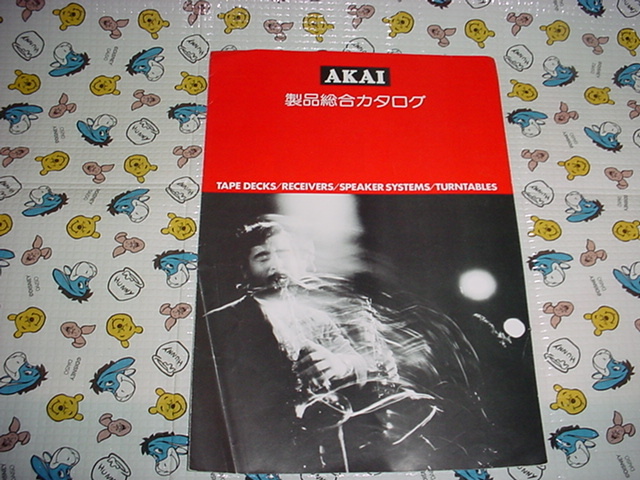 AKAI
製品総合カタログ
TAPE DECKS/RECEIVERS/SPEAKER SYSTEMS/TURNTABLES